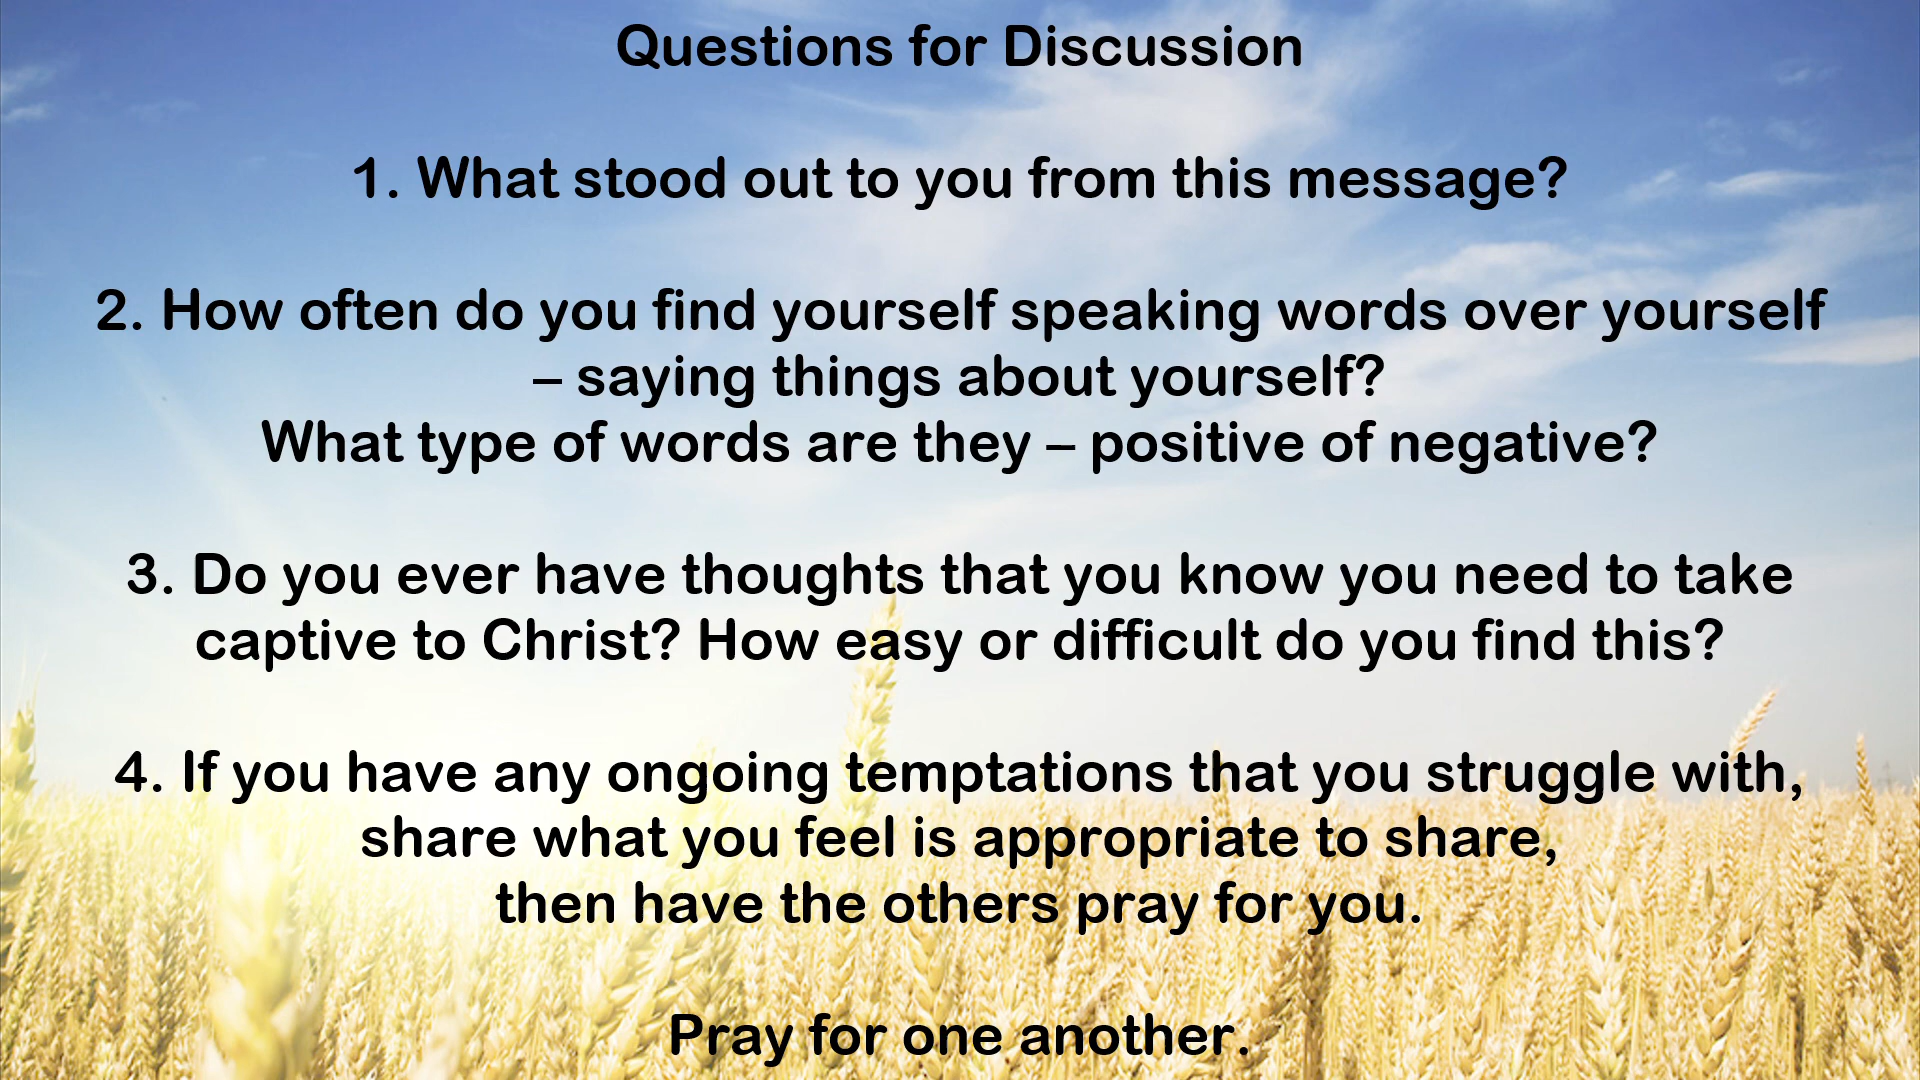 Questions for Discussion
1. What stood out to you from this message?
2. How often do you find yourself speaking words over yourself
– saying things about yourself?
What type of words are they – positive of negative?
3. Do you ever have thoughts that you know you need to take
captive to Christ? How easy or difficult do you find this?
4. If you have any ongoing temptations that you struggle with,
share what you feel is appropriate to share,
then have the others pray for you.
Pray for one another.